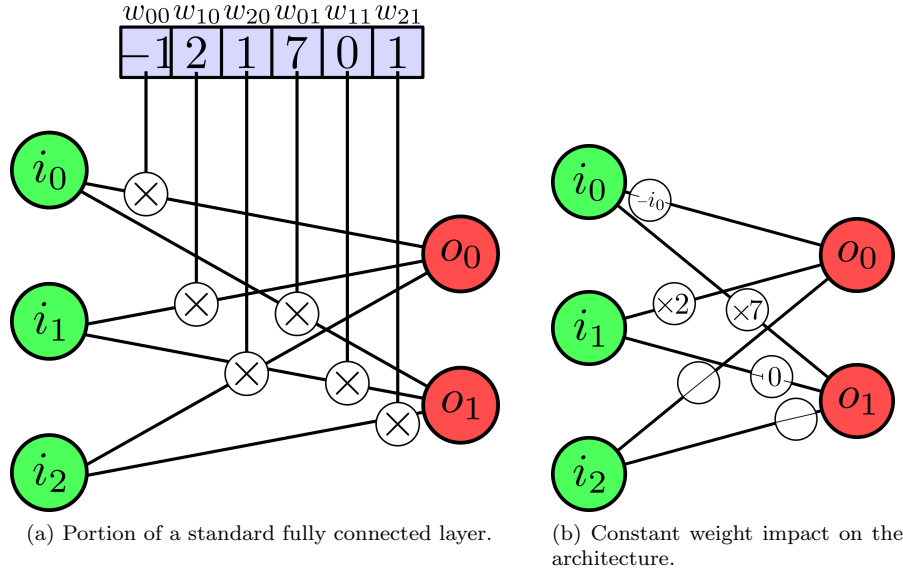 w00 w10 w20 w01 w11 w21
−1 2 1 7 0 1
i0
× 
o0
i1
×
×
×
×
o1
×
i2
(a) Portion of a standard fully connected layer.
i0
−i0
o0
i1
×2
×7
0
o1
i2
(b) Constant weight impact on the
architecture.